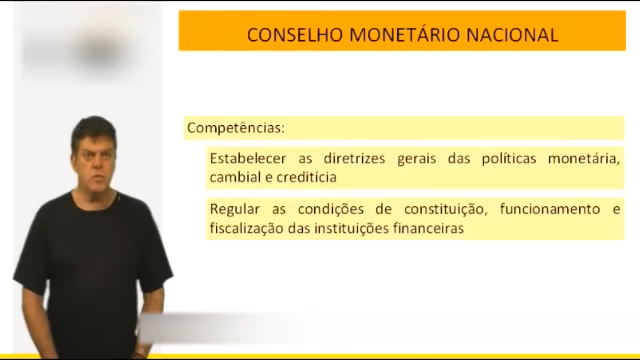 CONSELHO MONETÁRIO NACIONAL
Competências:
Estabelecer as diretrizes gerais das políticas monetária,
cambial e creditícia
Regular as condições de constituição, funcionamento e
fiscalização das instituições financeiras